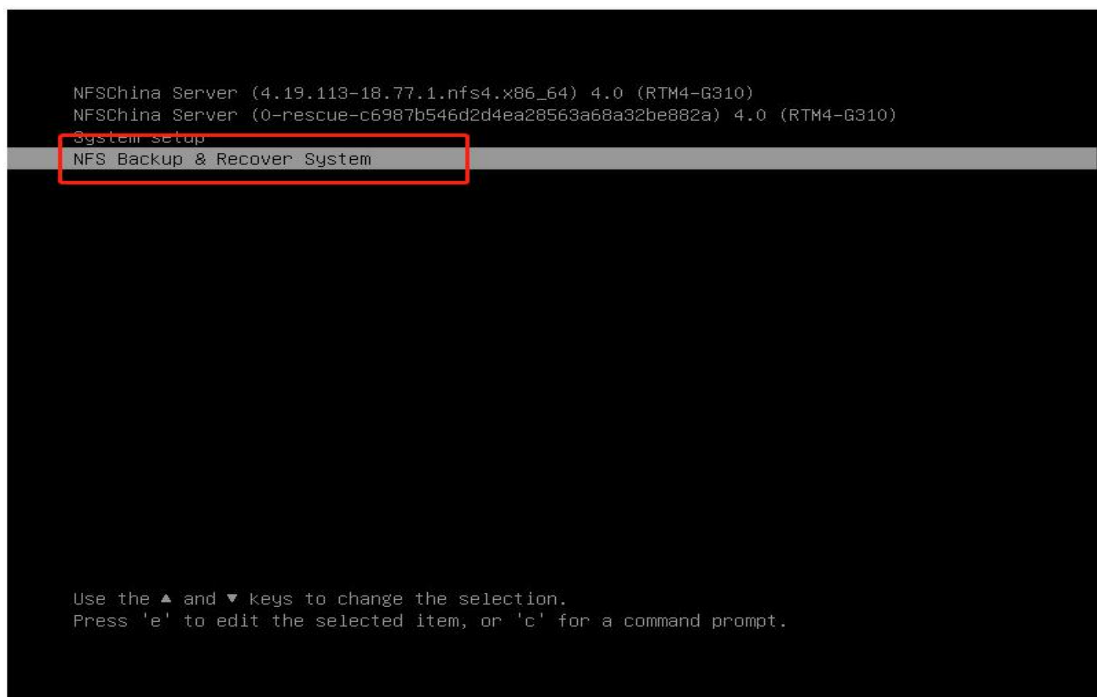 NFSChina Server (4.19.113-18.77.1.nfs4.x86_64) 4.0 (RTM4-G310)
NFSChina Server (0-rescue-c6987b546d2d4ea28563a68a32be882a) 4.0 (RTM4-G310)
System setup
NFS Backup & Recover System
Use the ▲ and ▼ keys to change the selection.
Press 'e' to edit the selected item, or 'c' for a command prompt.